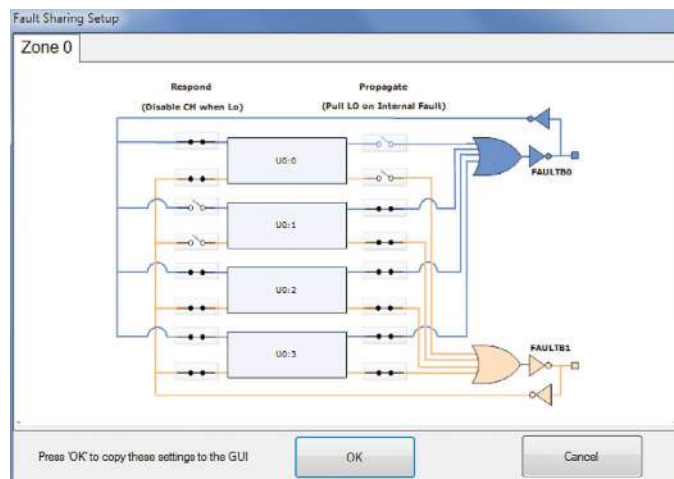 Fault Sharing Setup
Zone 0
Respond
Propagate
(Disable CH when Lo)
(Pull LO on Internal Fault)
U0:0
FAULTB0
U0:1
U0:2
U0:3
FAULTB1
Press 'OK' to copy these settings to the GUI
OK
Cancel